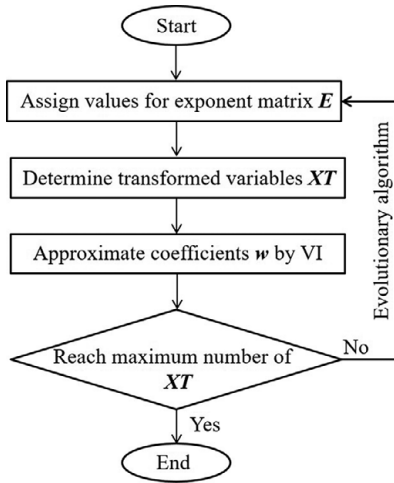 Start
Assign values for exponent matrix E
Determine transformed variables XT
Approximate coefficients w by VI
Reach maximum number of
XT
No
Evolutionary algorithm
Yes
End